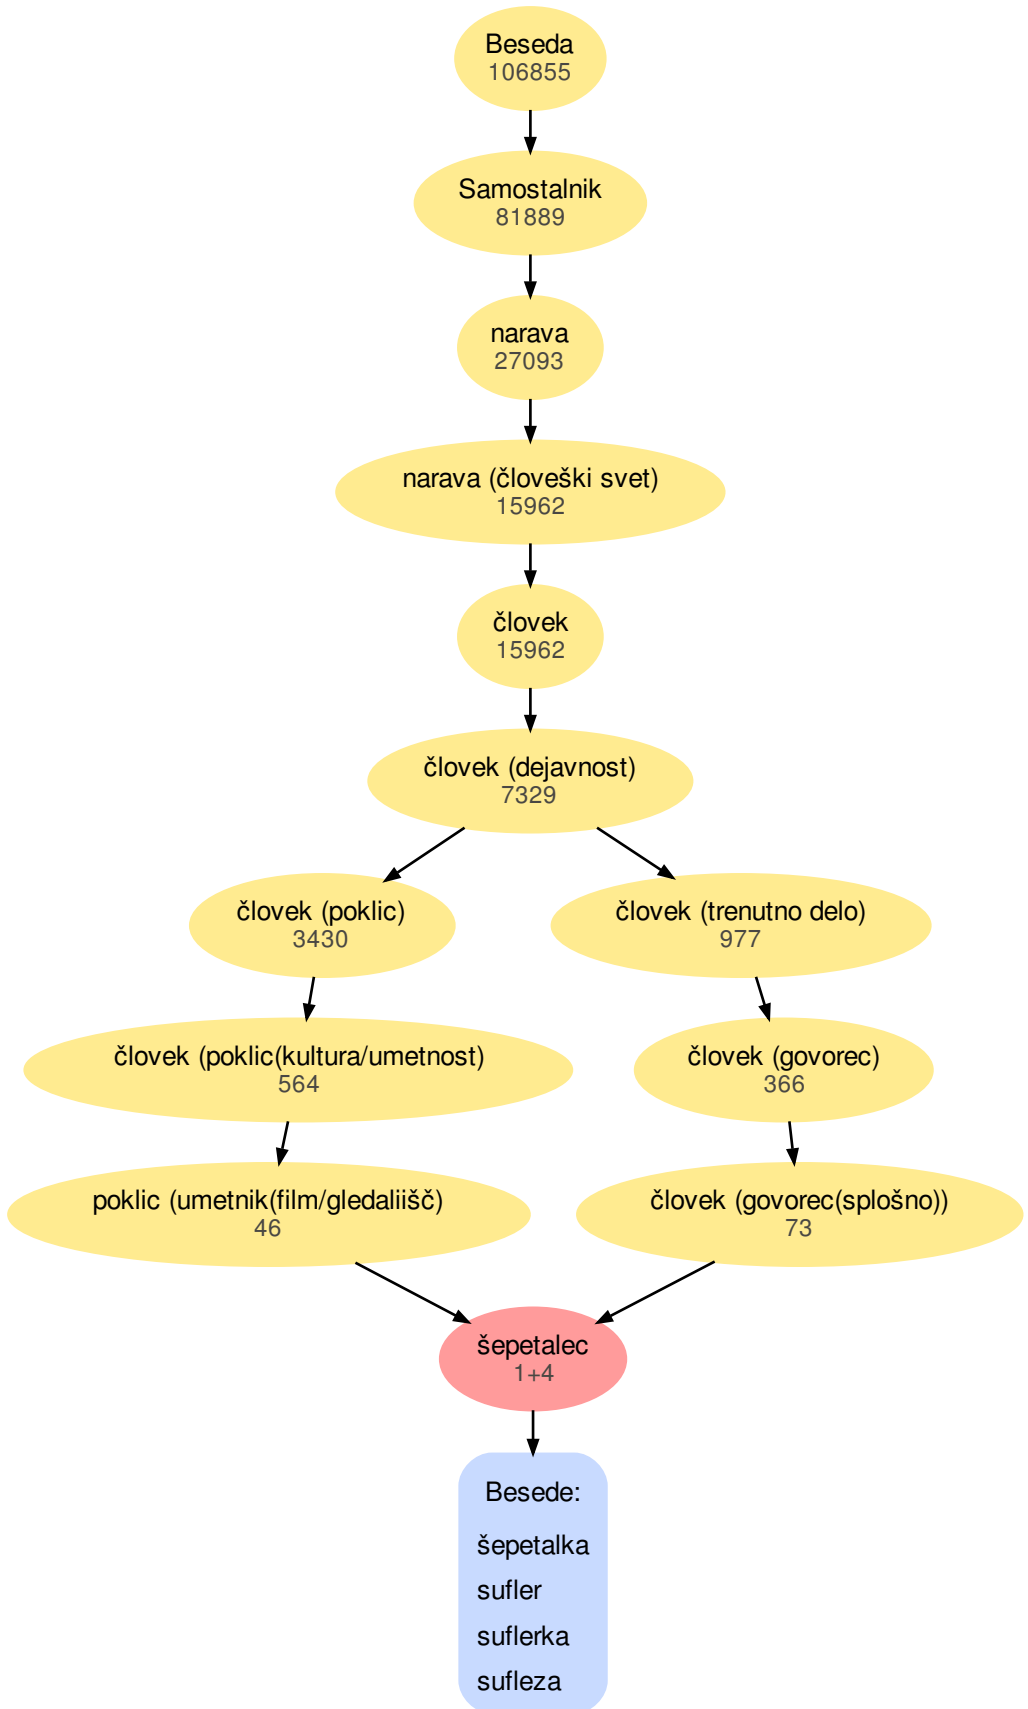 Beseda
106855
Samostalnik
81889
narava
27093
narava (človeški svet)
15962
človek
15962
človek (dejavnost)
7329
človek (poklic)
3430
človek (trenutno delo)
977
človek (poklic(kultura/umetnost)
564
človek (govorec)
366
poklic (umetnik(film/gledaliišč)
46
človek (govorec(splošno))
73
šepetalec
1+4
Besede:
šepetalka
sufler
suflerka
sufleza